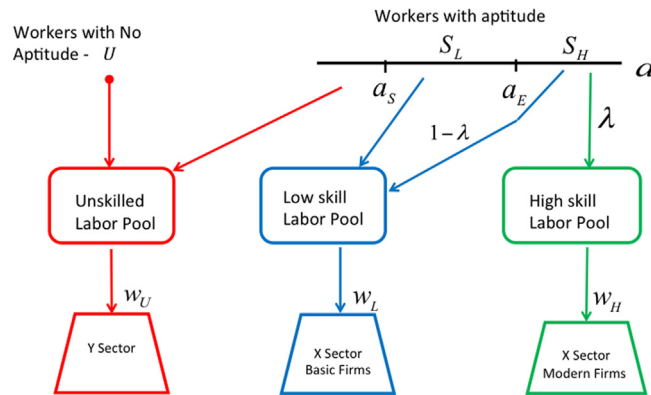 Workers with aptitude
Workers with No
Aptitude - U
S_L
S_H
a
a_S
a_E
λ
1−λ
Unskilled
Labor Pool
Low skill
Labor Pool
High skill
Labor Pool
w_U
w_L
w_H
Y Sector
X Sector
Basic Firms
X Sector
Modern Firms